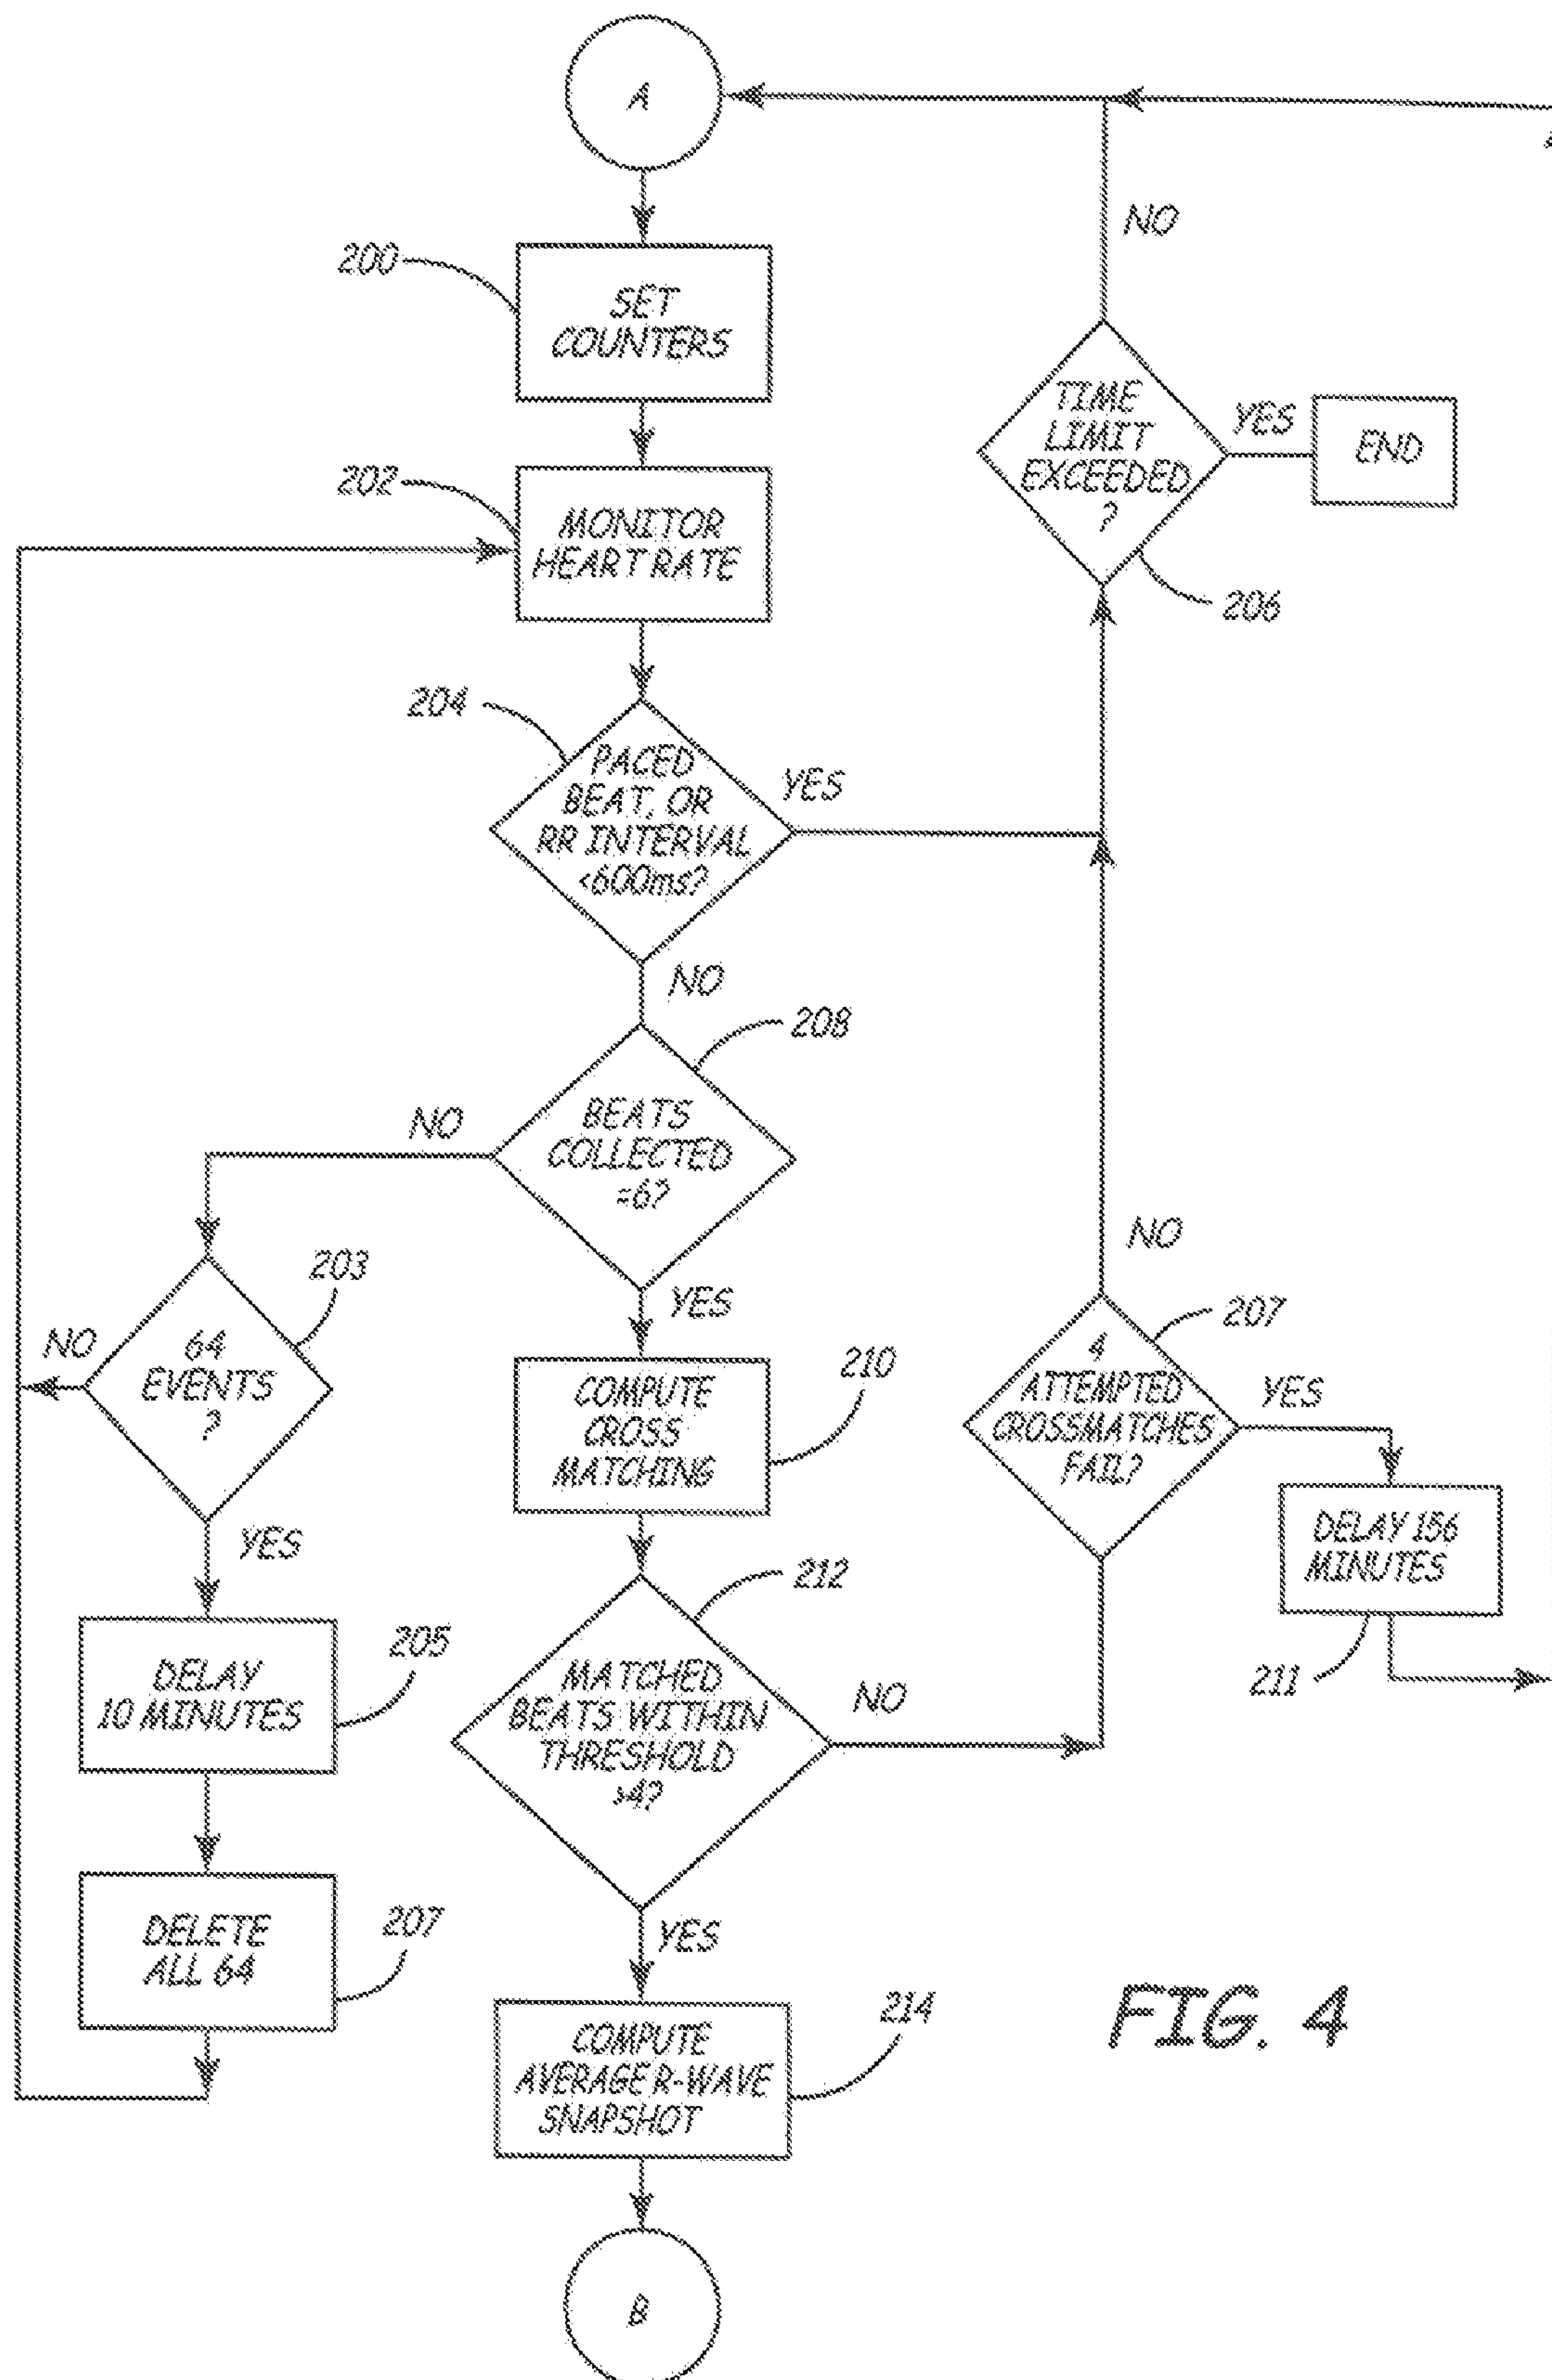 A
NO
200
SET
COUNTERS
TIME
LIMIT
EXCEEDED
?
YES
END
202
MONITOR
HEART RATE
206
204
PACED
BEAT, OR
RR INTERVAL
<600ms?
YES
NO
208
BEATS
COLLECTED
=6?
NO
YES
203
64
EVENTS
?
NO
YES
NO
207
4
ATTEMPTED
CROSSMATCHES
FAIL?
YES
210
COMPUTE
CROSS
MATCHING
DELAY 156
MINUTES
211
212
MATCHED
BEATS WITHIN
THRESHOLD
>4?
NO
YES
205
DELAY
10 MINUTES
207
DELETE
ALL 64
214
COMPUTE
AVERAGE R-WAVE
SNAPSHOT
FIG. 4
B